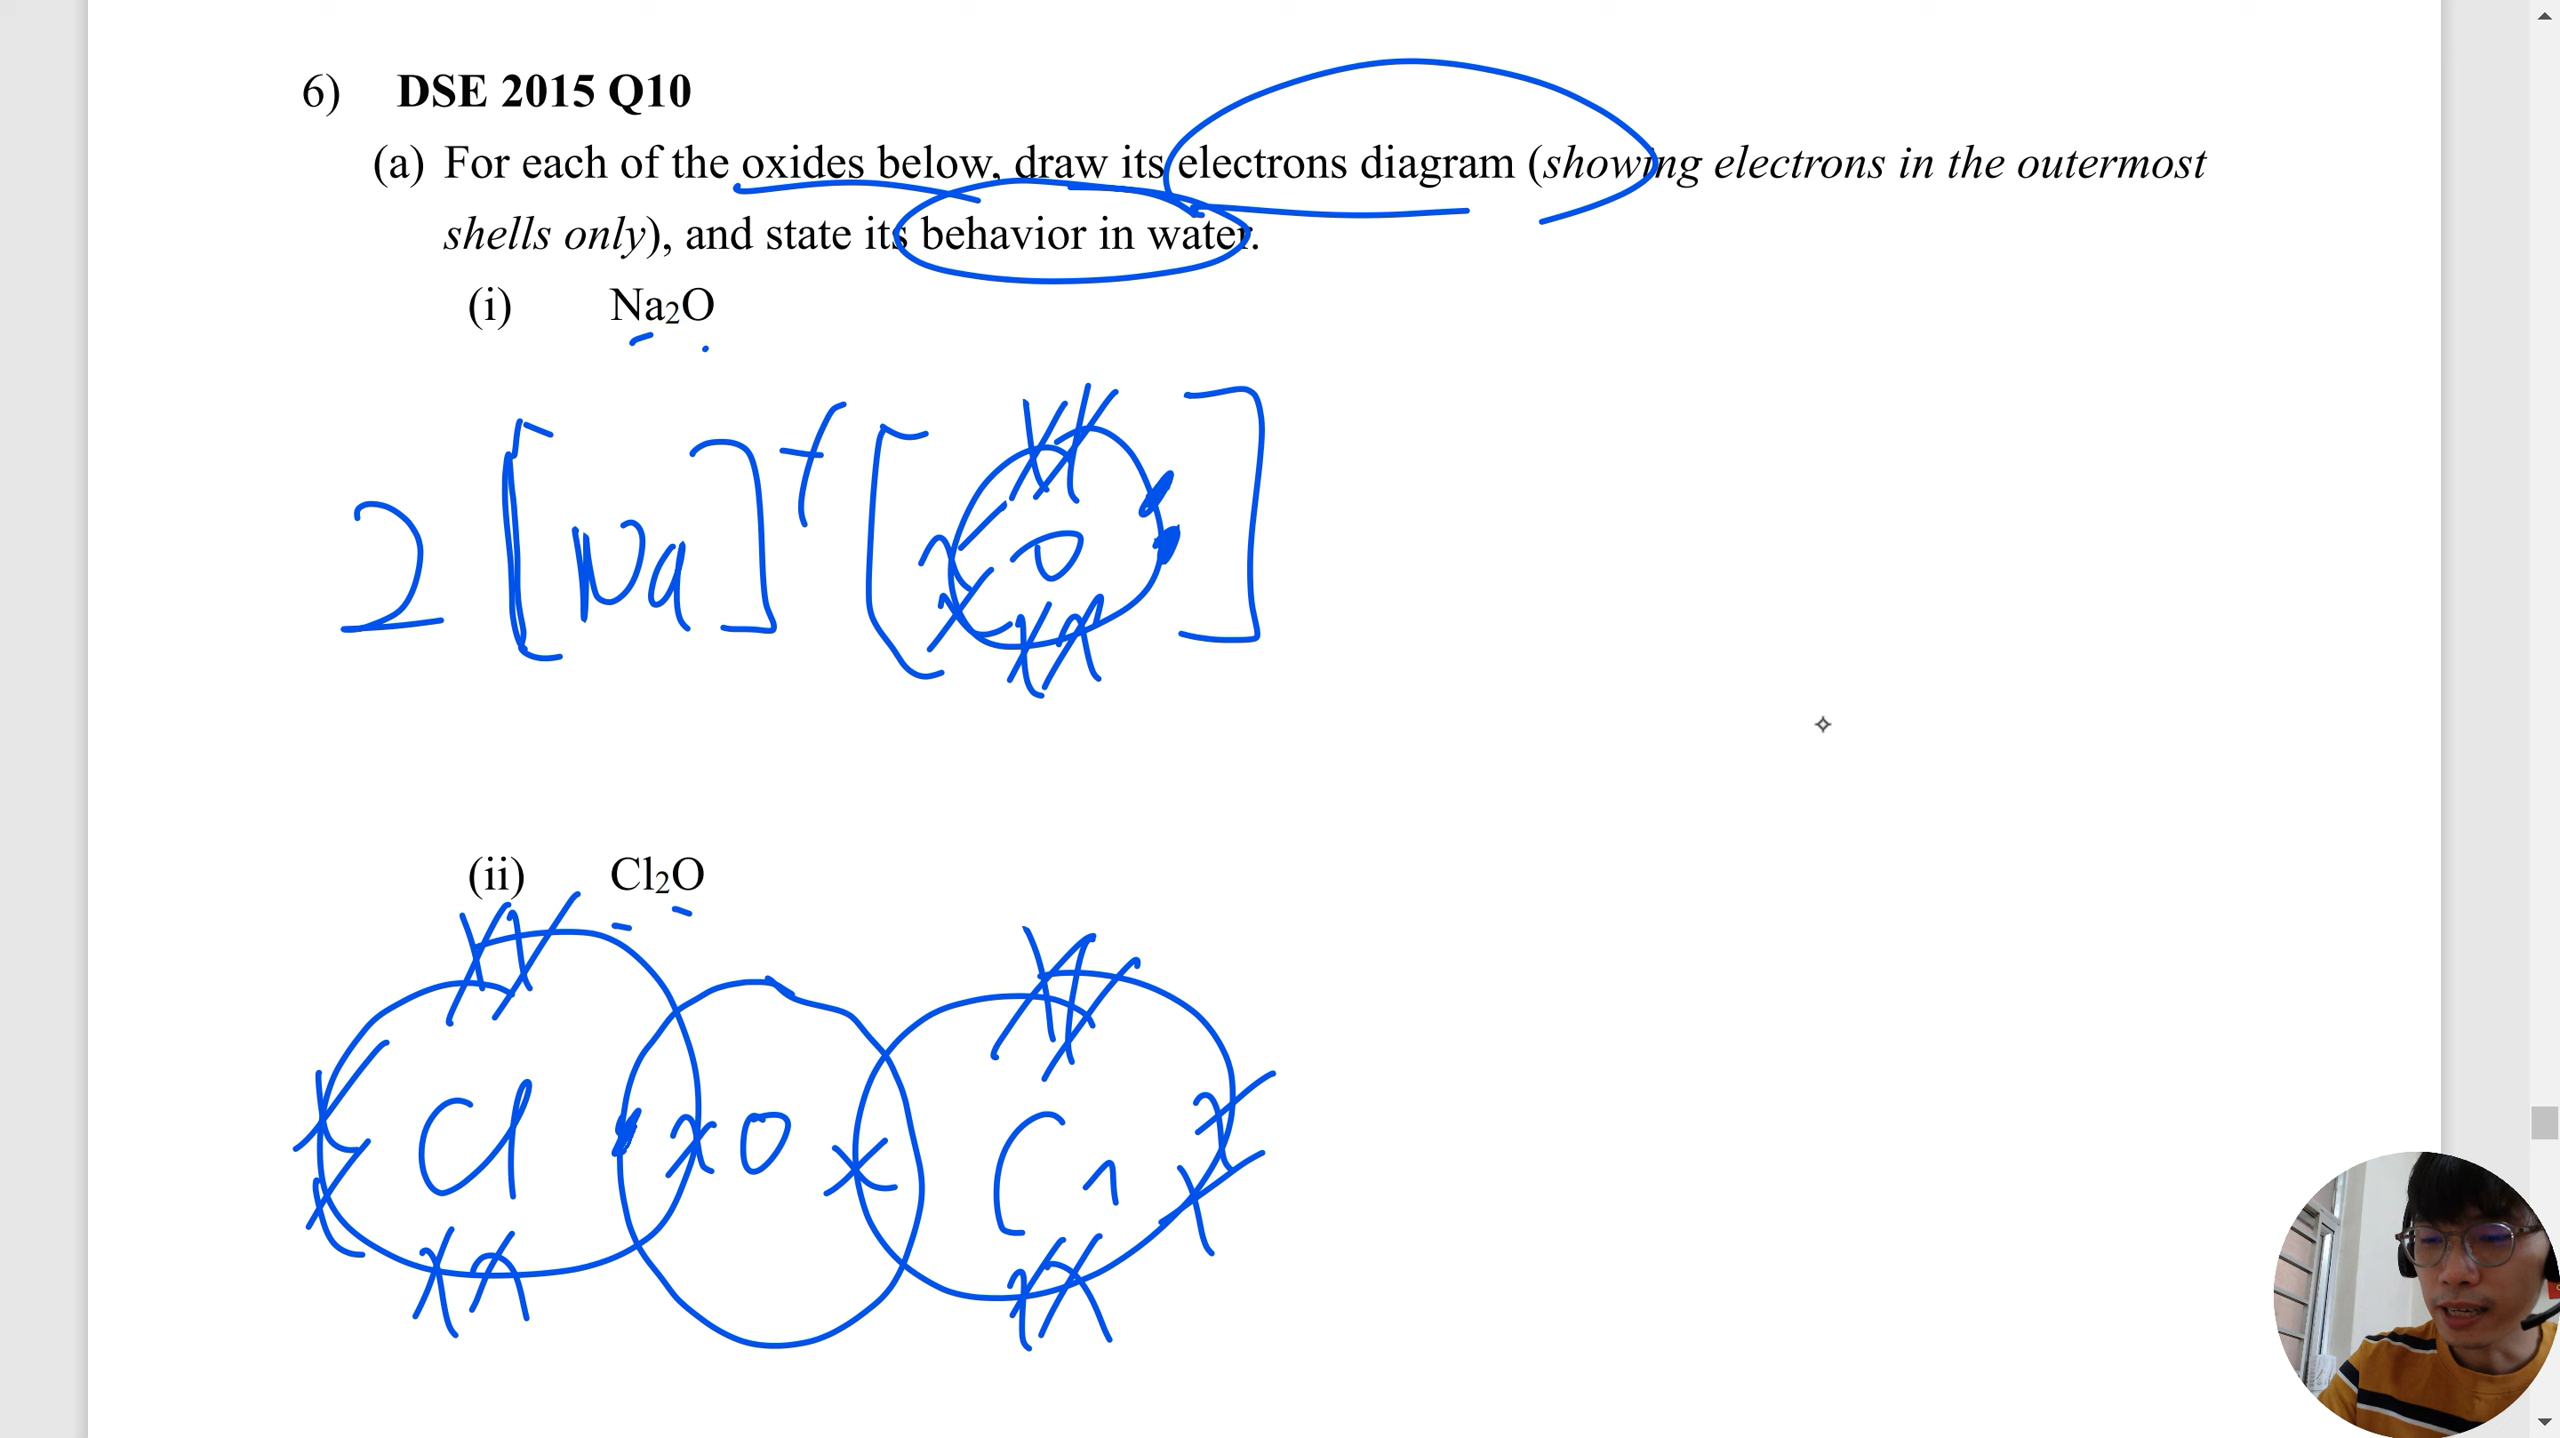 6) DSE 2015 Q10
(a) For each of the oxides below, draw its electrons diagram (showing electrons in the outermost
shells only), and state its behavior in water.
(i) Na₂O
2 [Na]⁺ [O]
(ii) Cl₂O
Cl O Cl